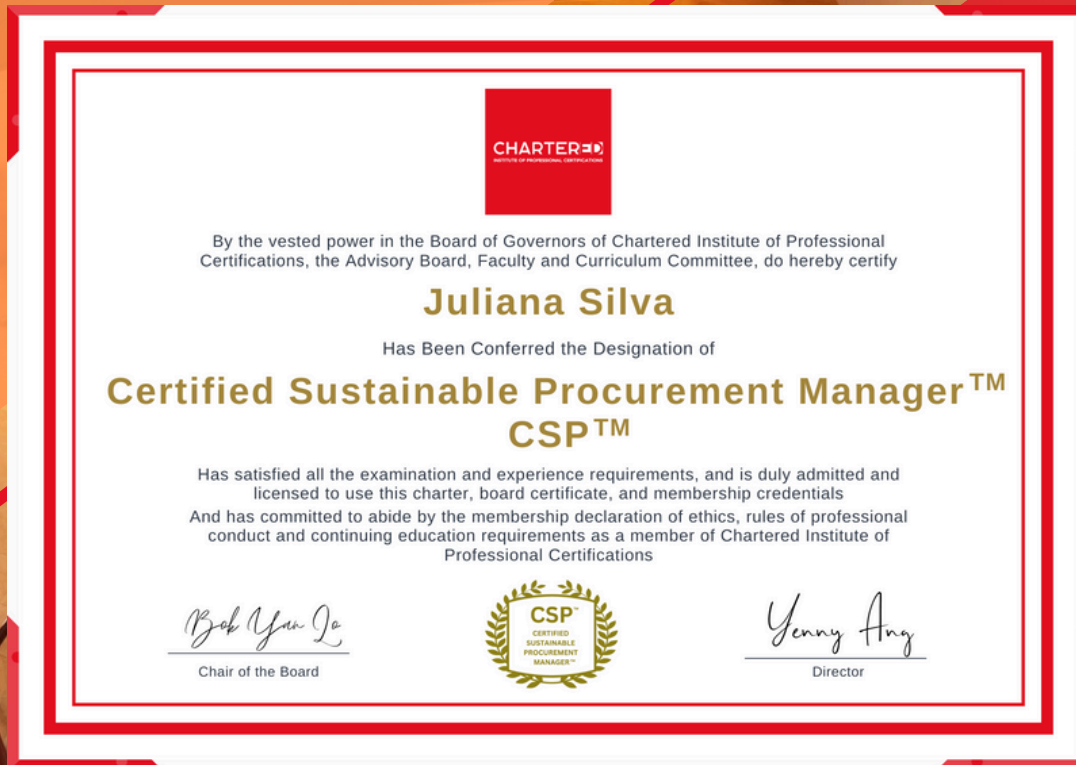 CHARTERED
INSTITUTE OF PROFESSIONAL CERTIFICATIONS
By the vested power in the Board of Governors of Chartered Institute of Professional
Certifications, the Advisory Board, Faculty and Curriculum Committee, do hereby certify
Juliana Silva
Has Been Conferred the Designation of
Certified Sustainable Procurement Manager™
CSP™
Has satisfied all the examination and experience requirements, and is duly admitted and
licensed to use this charter, board certificate, and membership credentials
And has committed to abide by the membership declaration of ethics, rules of professional
conduct and continuing education requirements as a member of Chartered Institute of
Professional Certifications
Bok Yan Lo
Chair of the Board
CSP™
CERTIFIED
SUSTAINABLE
PROCUREMENT
MANAGER™
Yenny Ang
Director